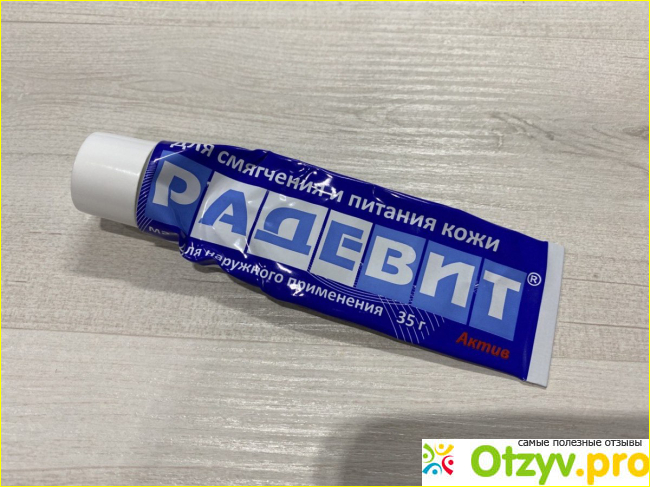 для смягчения и питания кожи
РАДЕВИТ®
для наружного применения
35 г
Актив
самые полезные отзывы
Otzyv.pro